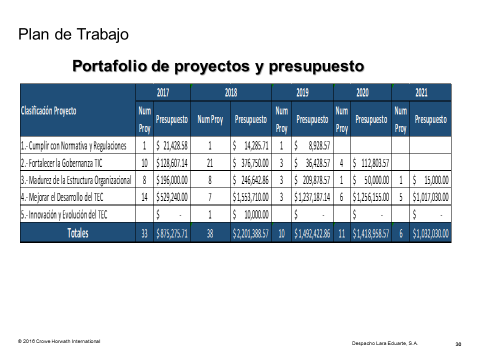 Plan de Trabajo
Portafolio de proyectos y presupuesto
Clasificación Proyecto 2017 2018 2019 2020 2021
Num Proy Presupuesto Num Proy Presupuesto Num Proy Presupuesto Num Proy Presupuesto Num Proy Presupuesto
1.- Cumplir con Normativa y Regulaciones 1 $ 21,428.58 1 $ 14,285.71 1 $ 8,928.57
2.- Fortalecer la Gobernanza TIC 10 $ 128,607.14 21 $ 376,750.00 3 $ 36,428.57 4 $ 112,803.57
3.- Madurez de la Estructura Organizacional 8 $ 196,000.00 8 $ 246,642.86 3 $ 209,878.57 1 $ 50,000.00 1 $ 15,000.00
4.- Mejorar el Desarrollo del TEC 14 $ 529,240.00 7 $ 1,553,710.00 3 $ 1,237,187.14 6 $ 1,256,155.00 5 $ 1,017,030.00
5.- Innovación y Evolución del TEC $ - 1 $ 10,000.00 $ - $ - $ -
Totales 33 $ 875,275.71 38 $ 2,201,388.57 10 $ 1,492,422.86 11 $ 1,418,958.57 6 $ 1,032,030.00
© 2016 Crowe Horwath International
Despacho Lara Eduarte, S.A.
30